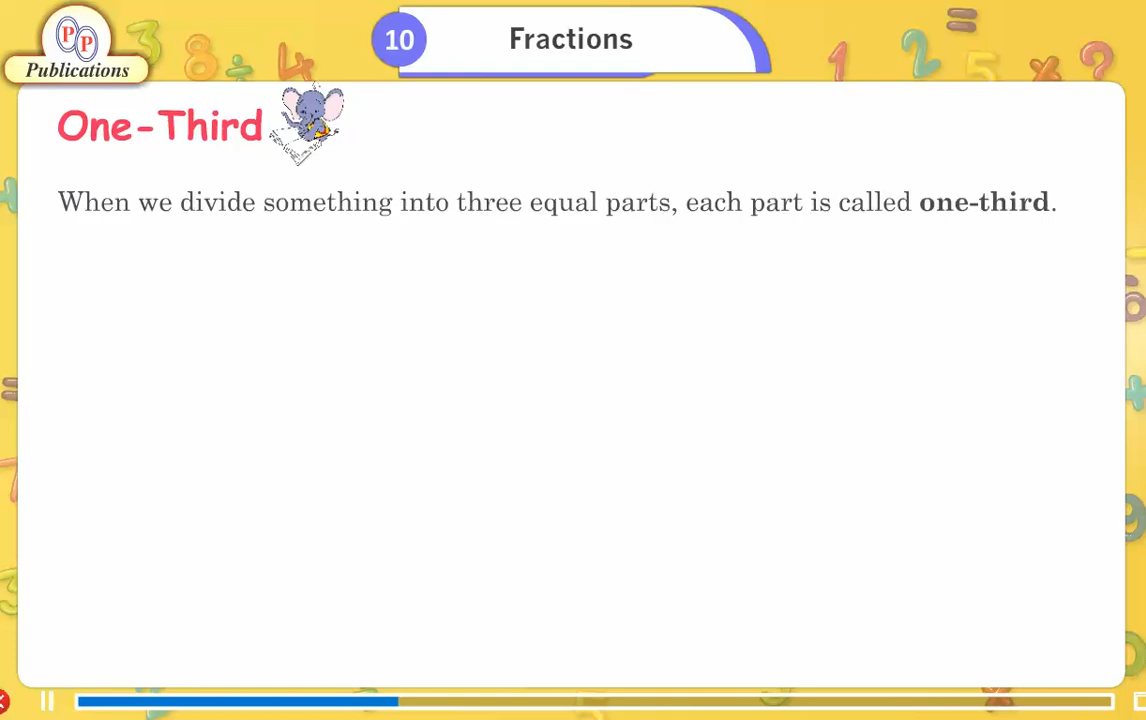 P P
Publications
10
Fractions
One-Third
When we divide something into three equal parts, each part is called one-third.